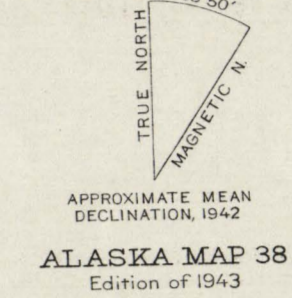 TRUE NORTH
MAGNETIC N.
APPROXIMATE MEAN
DECLINATION, 1942
ALASKA MAP 38
Edition of 1943